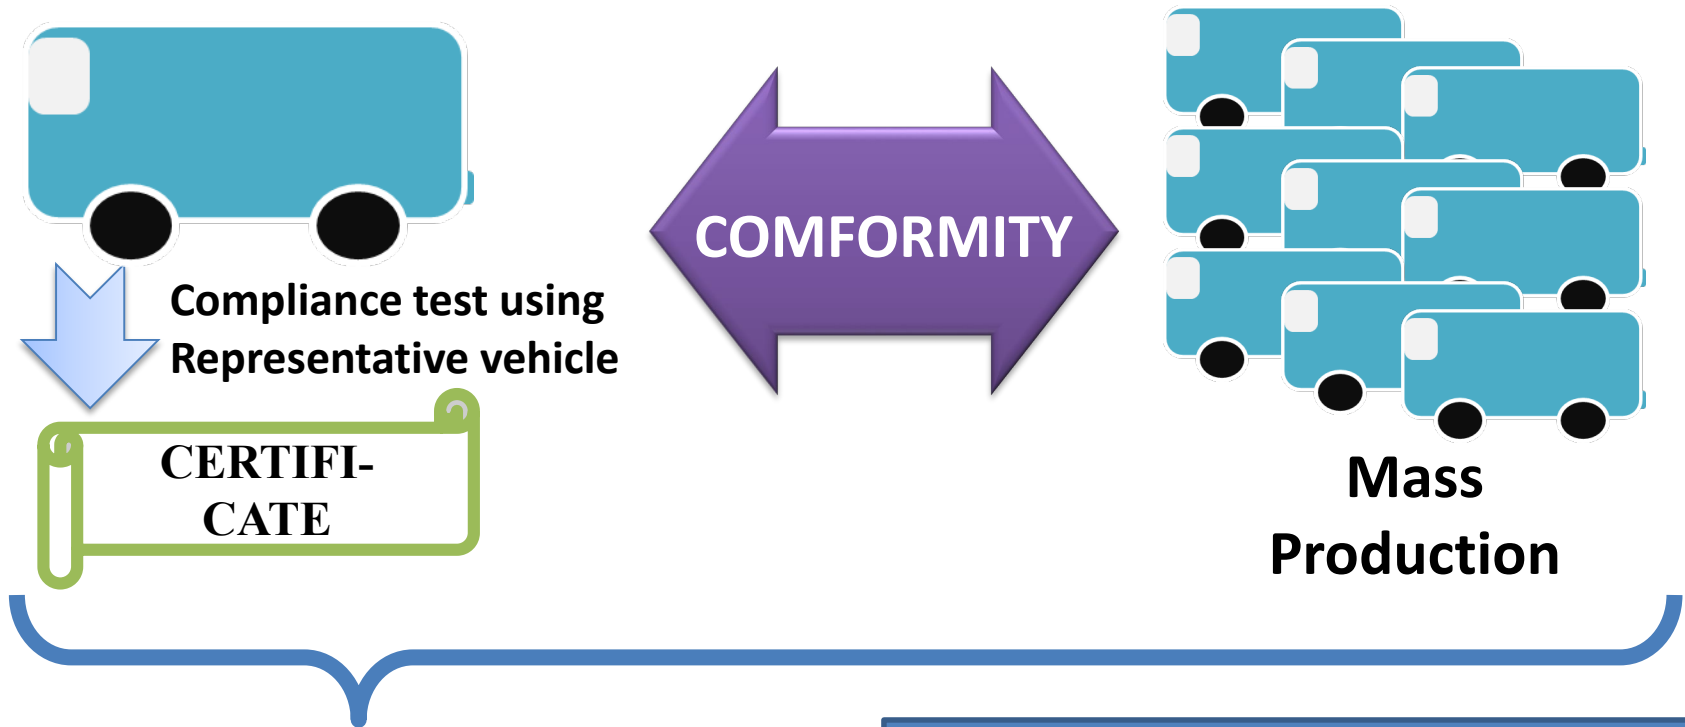 COMFORMITY
Compliance test using
Representative vehicle
CERTIFI-
CATE
Mass
Production